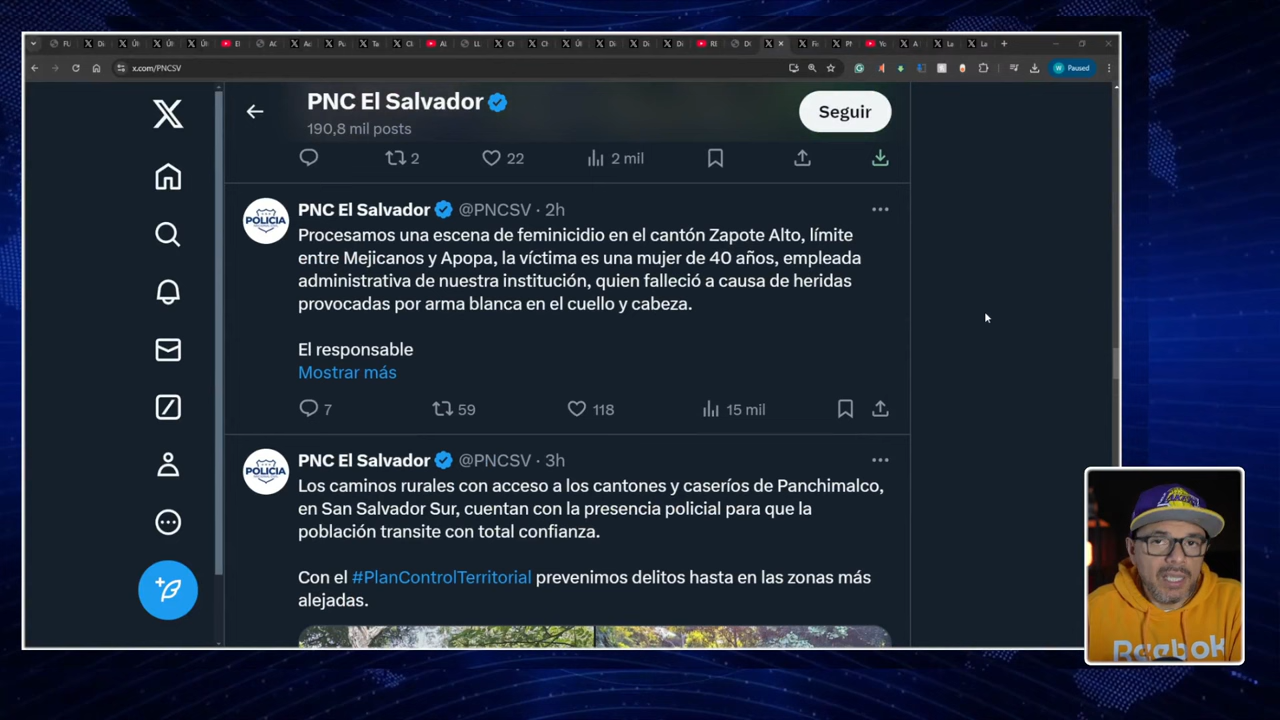 x.com/PNCSV
Paused
PNC El Salvador
190,8 mil posts
Seguir
2
22
2 mil
PNC El Salvador @PNCSV · 2h
POLICIA
Procesamos una escena de feminicidio en el cantón Zapote Alto, límite
entre Mejicanos y Apopa, la víctima es una mujer de 40 años, empleada
administrativa de nuestra institución, quien falleció a causa de heridas
provocadas por arma blanca en el cuello y cabeza.
El responsable
Mostrar más
7
59
118
15 mil
PNC El Salvador @PNCSV · 3h
POLICIA
Los caminos rurales con acceso a los cantones y caseríos de Panchimalco,
en San Salvador Sur, cuentan con la presencia policial para que la
población transite con total confianza.
Con el #PlanControlTerritorial prevenimos delitos hasta en las zonas más
alejadas.
Reebok